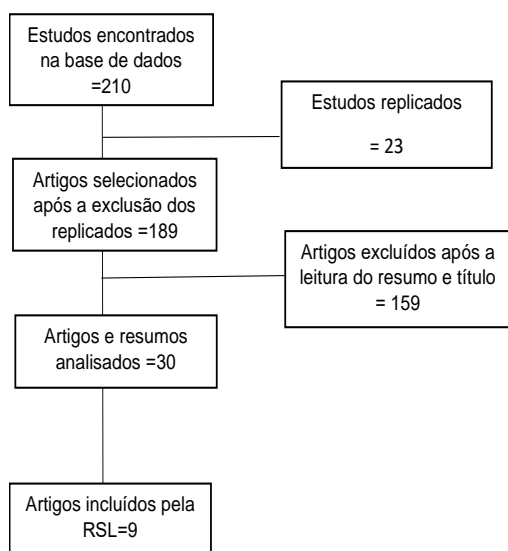 Estudos encontrados
na base de dados
=210
Estudos replicados
= 23
Artigos selecionados
após a exclusão dos
replicados =189
Artigos excluídos após a
leitura do resumo e título
= 159
Artigos e resumos
analisados =30
Artigos incluídos pela
RSL=9